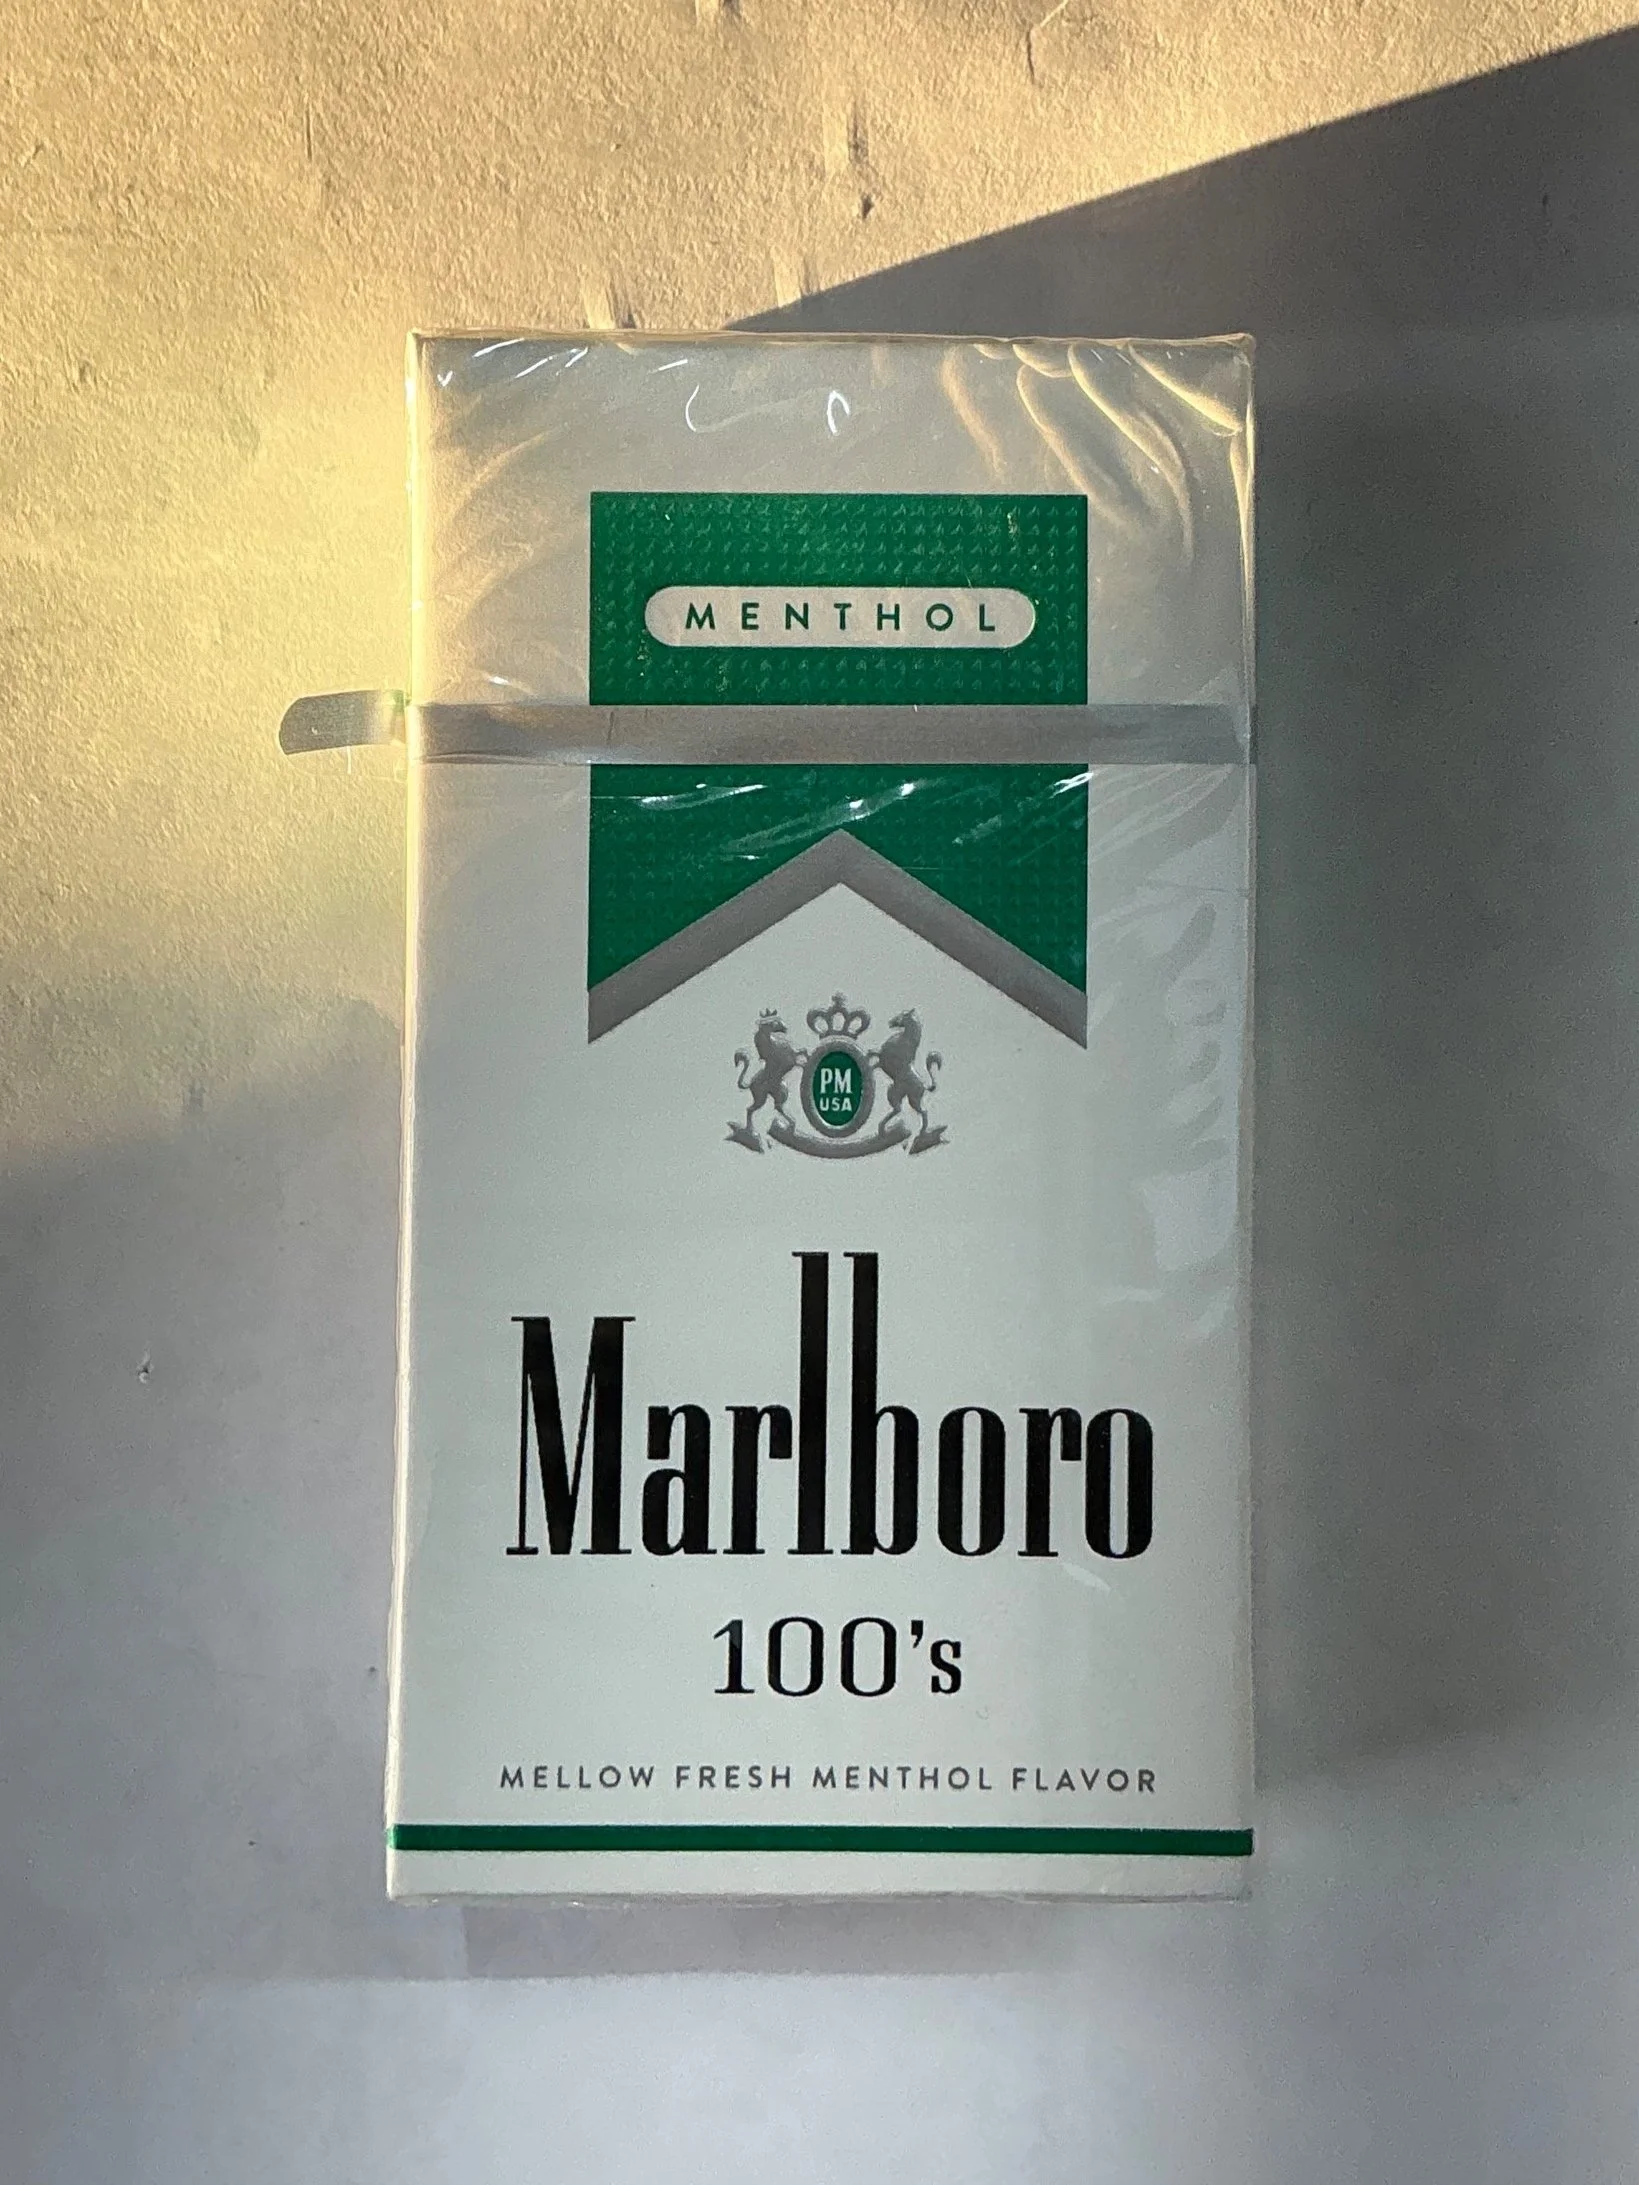 MENTHOL
PM
USA
Marlboro
100's
MELLOW FRESH MENTHOL FLAVOR